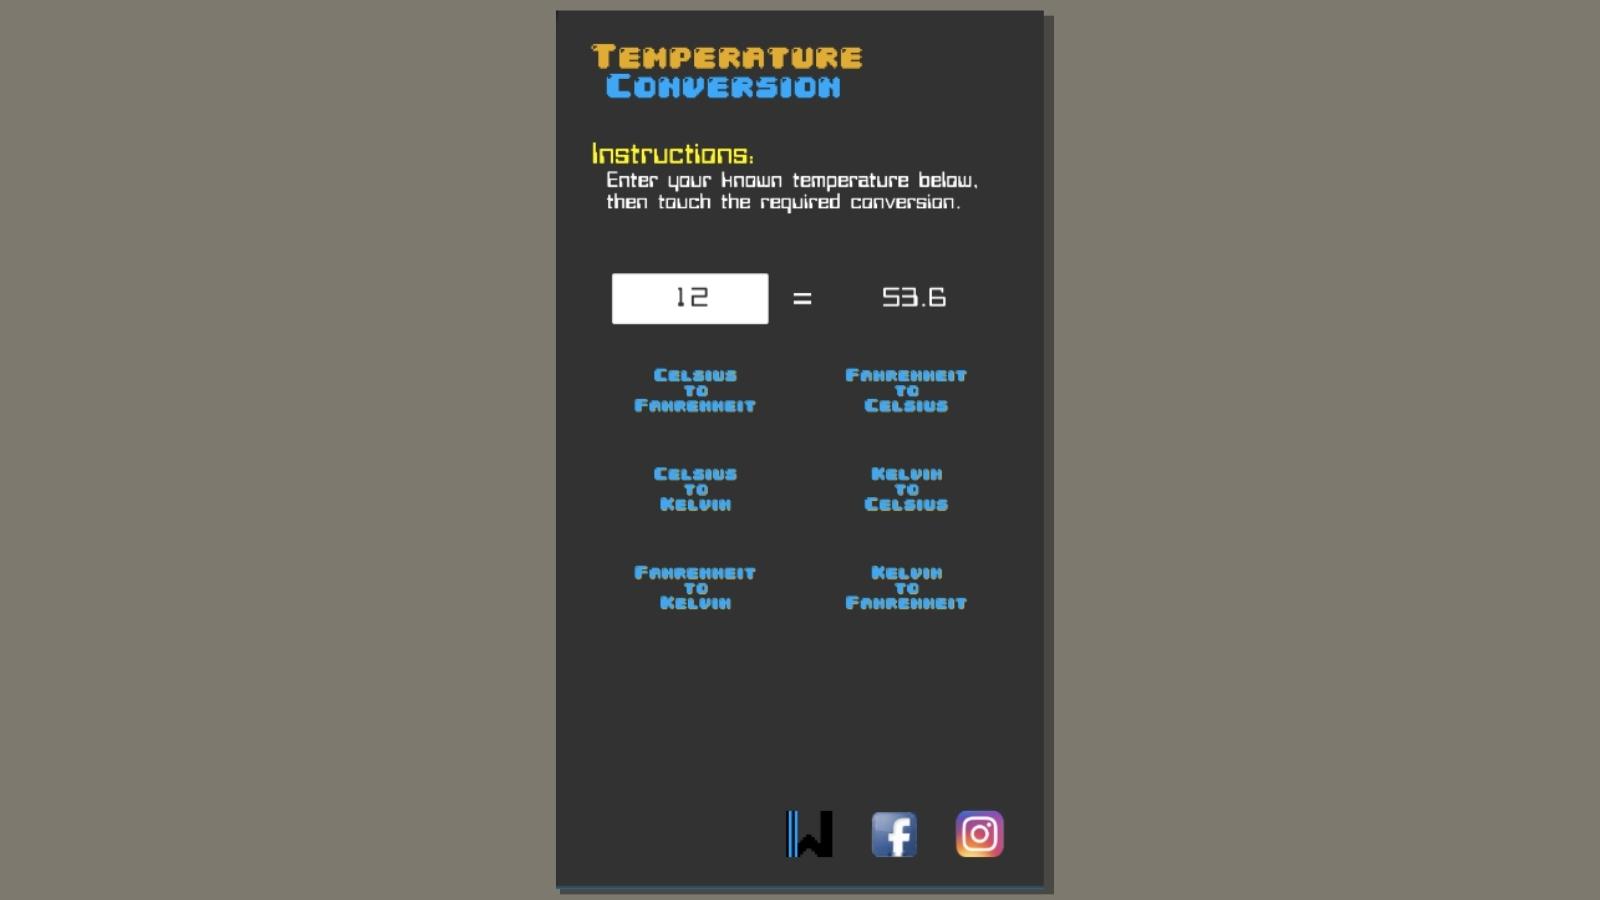 Temperature
Conversion
Instructions:
Enter your known temperature below,
then touch the required conversion.
12 = 53.6
Celsius
to
Fahrenheit
Fahrenheit
to
Celsius
Celsius
to
Kelvin
Kelvin
to
Celsius
Fahrenheit
to
Kelvin
Kelvin
to
Fahrenheit
W
f